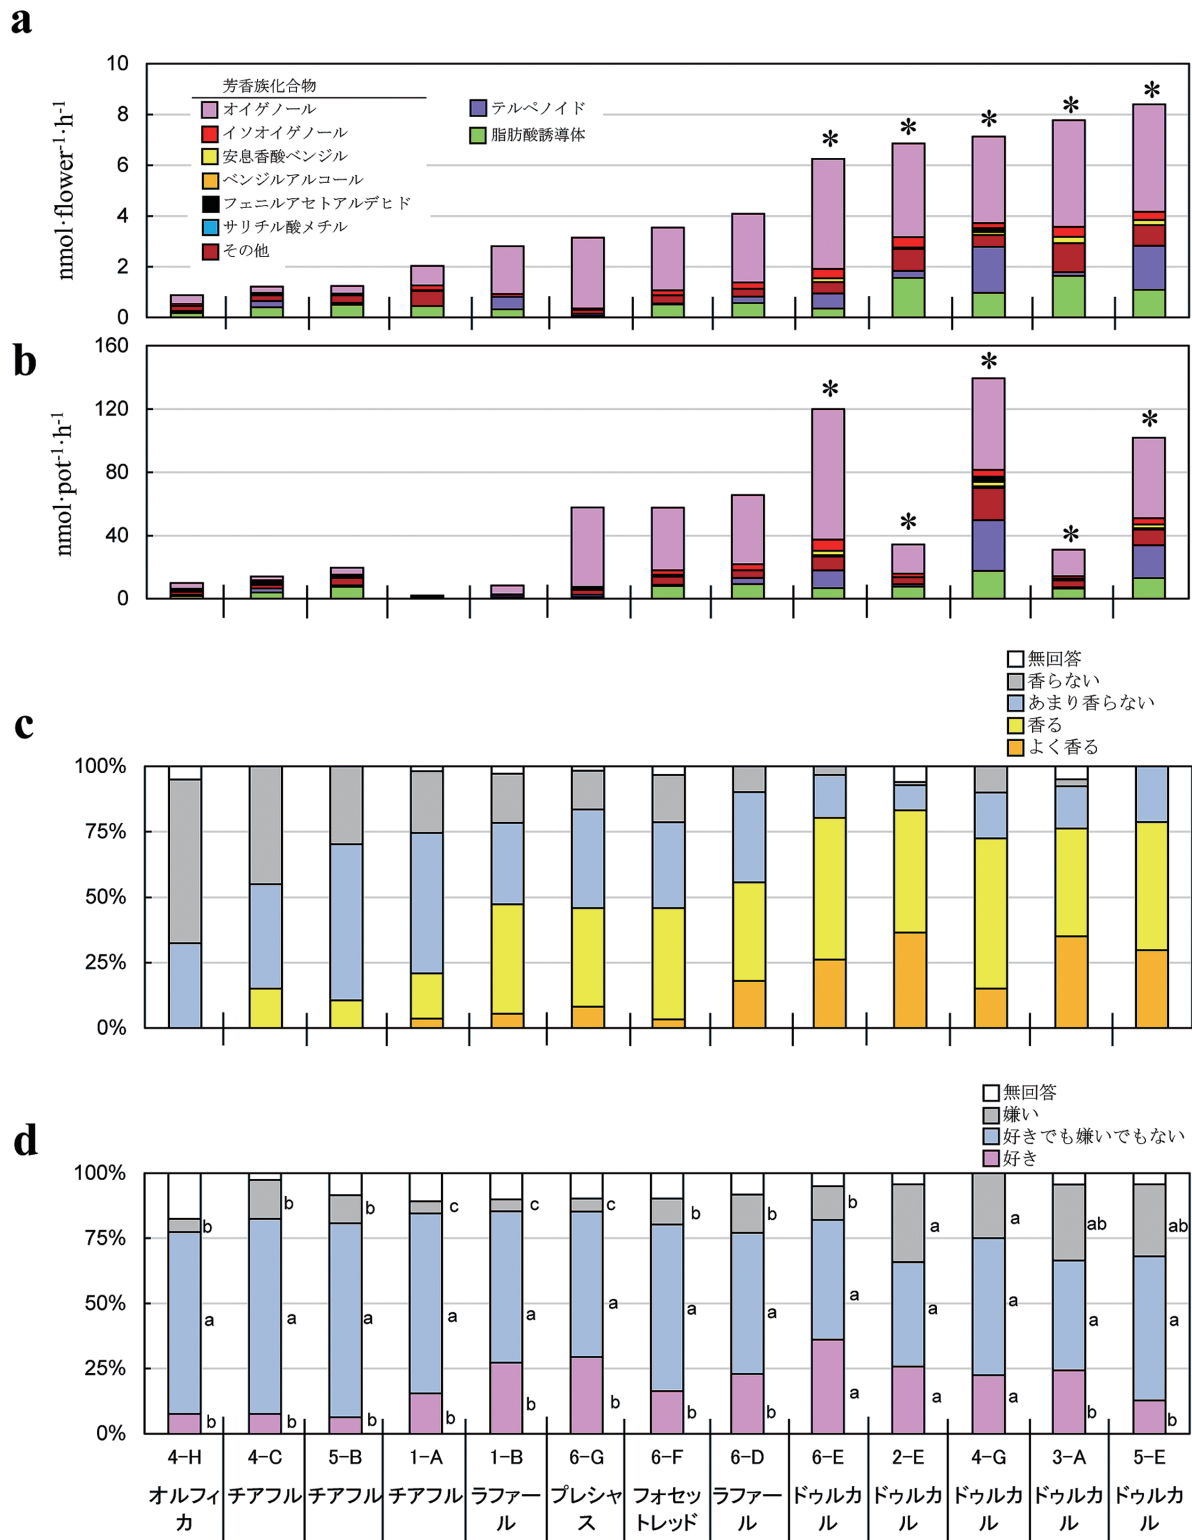 a
10
8
6
4
2
0
nmol·flower⁻¹·h⁻¹
芳香族化合物
オイゲノール
イソオイゲノール
安息香酸ベンジル
ベンジルアルコール
フェニルアセトアルデヒド
サリチル酸メチル
その他
テルペノイド
脂肪酸誘導体
* * * * *
b
160
120
80
40
0
nmol·pot⁻¹·h⁻¹
* * * * *
無回答
香らない
あまり香らない
香る
よく香る
c
100%
75%
50%
25%
0%
無回答
嫌い
好きでも嫌いでもない
好き
d
100%
75%
50%
25%
0%
b b b c c c b b b a a ab ab
a a a a a a a a a a a a a
b b b b b b b b a a a b b
4-H 4-C 5-B 1-A 1-B 6-G 6-F 6-D 6-E 2-E 4-G 3-A 5-E
オルフィ チアフル チアフル チアフル ラファー プレシャ フォセッ ラファー ドゥルカ ドゥルカ ドゥルカ ドゥルカ ドゥルカ
カ ル ス トレッド ル ル ル ル ル ル